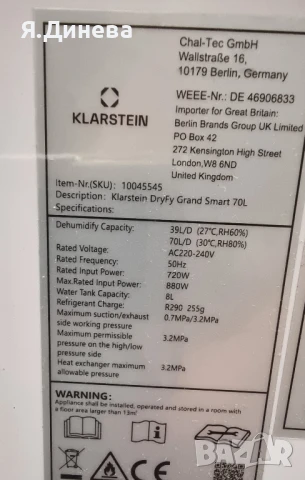 Я.Динева
Chal-Tec GmbH
Wallstraße 16,
10179 Berlin, Germany
WEEE-Nr.: DE 46906833
Importer for Great Britain:
Berlin Brands Group UK Limited
PO Box 42
272 Kensington High Street
London,W8 6ND
United Kingdom
KLARSTEIN
Item-Nr.(SKU): 10045545
Description: Klarstein DryFy Grand Smart 70L
Specifications:
Dehumidify Capacity: 39L/D (27℃,RH60%)
70L/D (30℃,RH80%)
Rated Voltage: AC220-240V
Rated Frequency: 50Hz
Rated Input Power: 720W
Max.Rated Input Power: 880W
Water Tank Capacity: 8L
Refrigerant Charge: R290 255g
Maximum suction/exhaust side working pressure 0.7MPa/3.2MPa
Maximum permissible pressure on the high/low pressure side 3.2MPa
Heat exchanger maximum allowable pressure 3.2MPa
WARNING:
Appliance shall be installed, operated and stored in a room with
a floor area larger than 13m²
BAZAR